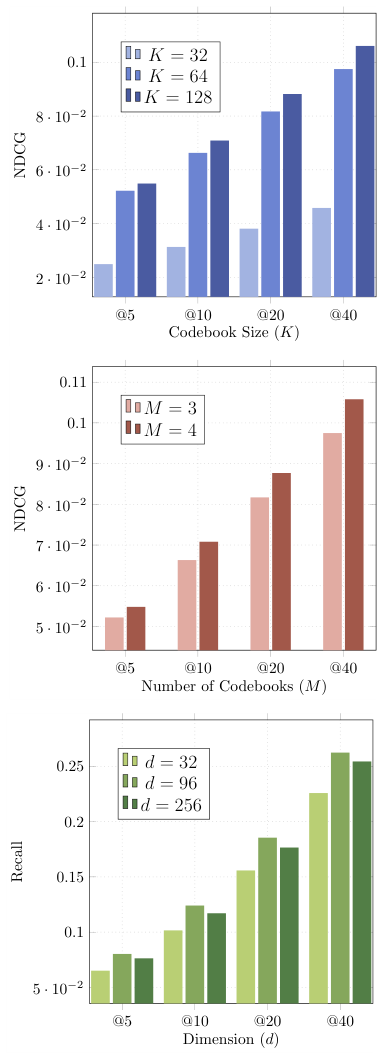 0.1
8 · 10⁻²
6 · 10⁻²
4 · 10⁻²
2 · 10⁻²
NDCG
K = 32
K = 64
K = 128
@5 @10 @20 @40
Codebook Size (K)
0.11
0.1
9 · 10⁻²
8 · 10⁻²
7 · 10⁻²
6 · 10⁻²
5 · 10⁻²
NDCG
M = 3
M = 4
@5 @10 @20 @40
Number of Codebooks (M)
0.25
0.2
0.15
0.1
5 · 10⁻²
Recall
d = 32
d = 96
d = 256
@5 @10 @20 @40
Dimension (d)